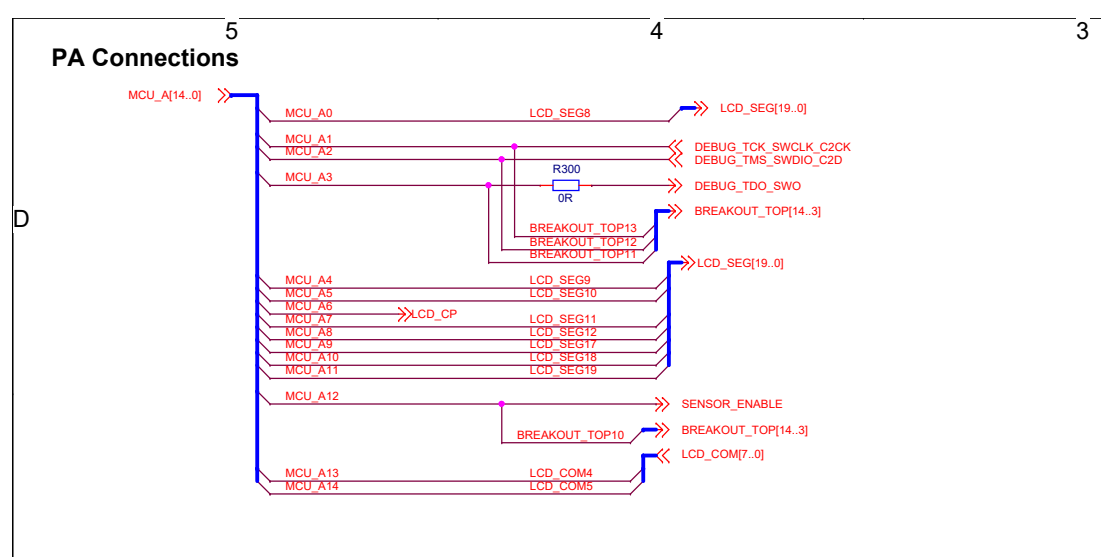 5 4 3
PA Connections
MCU_A[14..0]
MCU_A0 LCD_SEG8 LCD_SEG[19..0]
MCU_A1 DEBUG_TCK_SWCLK_C2CK
MCU_A2 DEBUG_TMS_SWDIO_C2D
R300
MCU_A3 DEBUG_TDO_SWO
0R
D
BREAKOUT_TOP[14..3]
BREAKOUT_TOP13
BREAKOUT_TOP12
BREAKOUT_TOP11
LCD_SEG[19..0]
MCU_A4 LCD_SEG9
MCU_A5 LCD_SEG10
MCU_A6 LCD_CP
MCU_A7 LCD_SEG11
MCU_A8 LCD_SEG12
MCU_A9 LCD_SEG17
MCU_A10 LCD_SEG18
MCU_A11 LCD_SEG19
MCU_A12 SENSOR_ENABLE
BREAKOUT_TOP10 BREAKOUT_TOP[14..3]
LCD_COM[7..0]
MCU_A13 LCD_COM4
MCU_A14 LCD_COM5